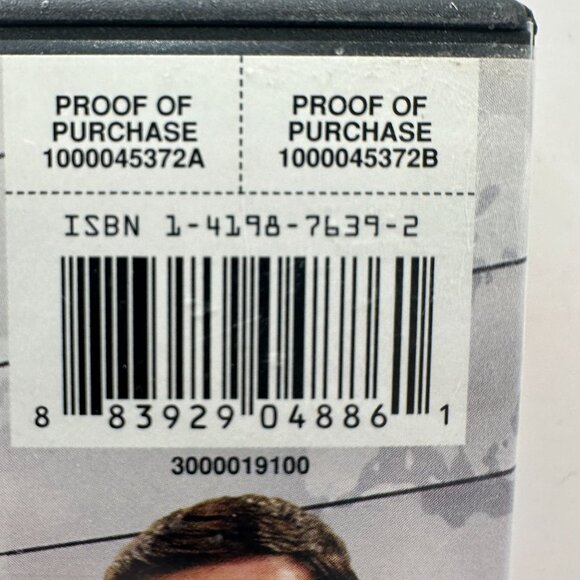 PROOF OF PURCHASE 1000045372A
PROOF OF PURCHASE 1000045372B
ISBN 1-4198-7639-2
8 83929 04886 1
3000019100